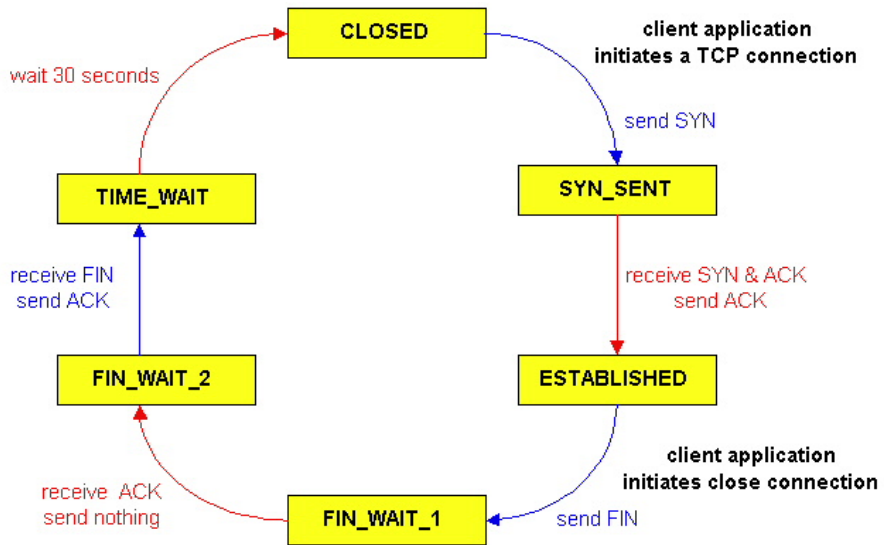 CLOSED
client application
initiates a TCP connection
wait 30 seconds
send SYN
TIME_WAIT
SYN_SENT
receive FIN
send ACK
receive SYN & ACK
send ACK
FIN_WAIT_2
ESTABLISHED
client application
initiates close connection
receive ACK
send nothing
FIN_WAIT_1
send FIN